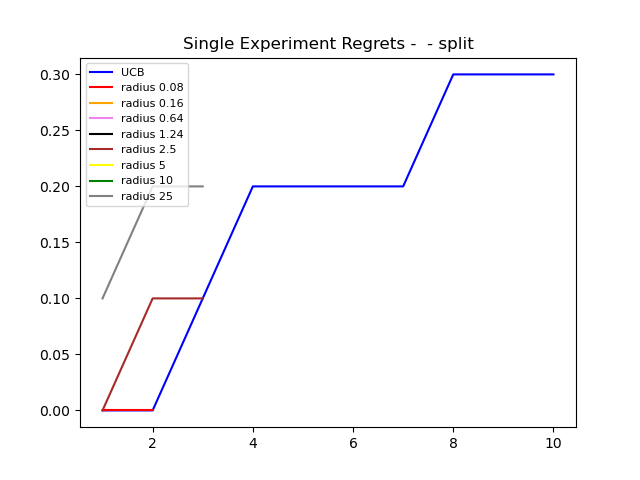 Single Experiment Regrets -  - split
0.30
0.25
0.20
0.15
0.10
0.05
0.00
UCB
radius 0.08
radius 0.16
radius 0.64
radius 1.24
radius 2.5
radius 5
radius 10
radius 25
2 4 6 8 10